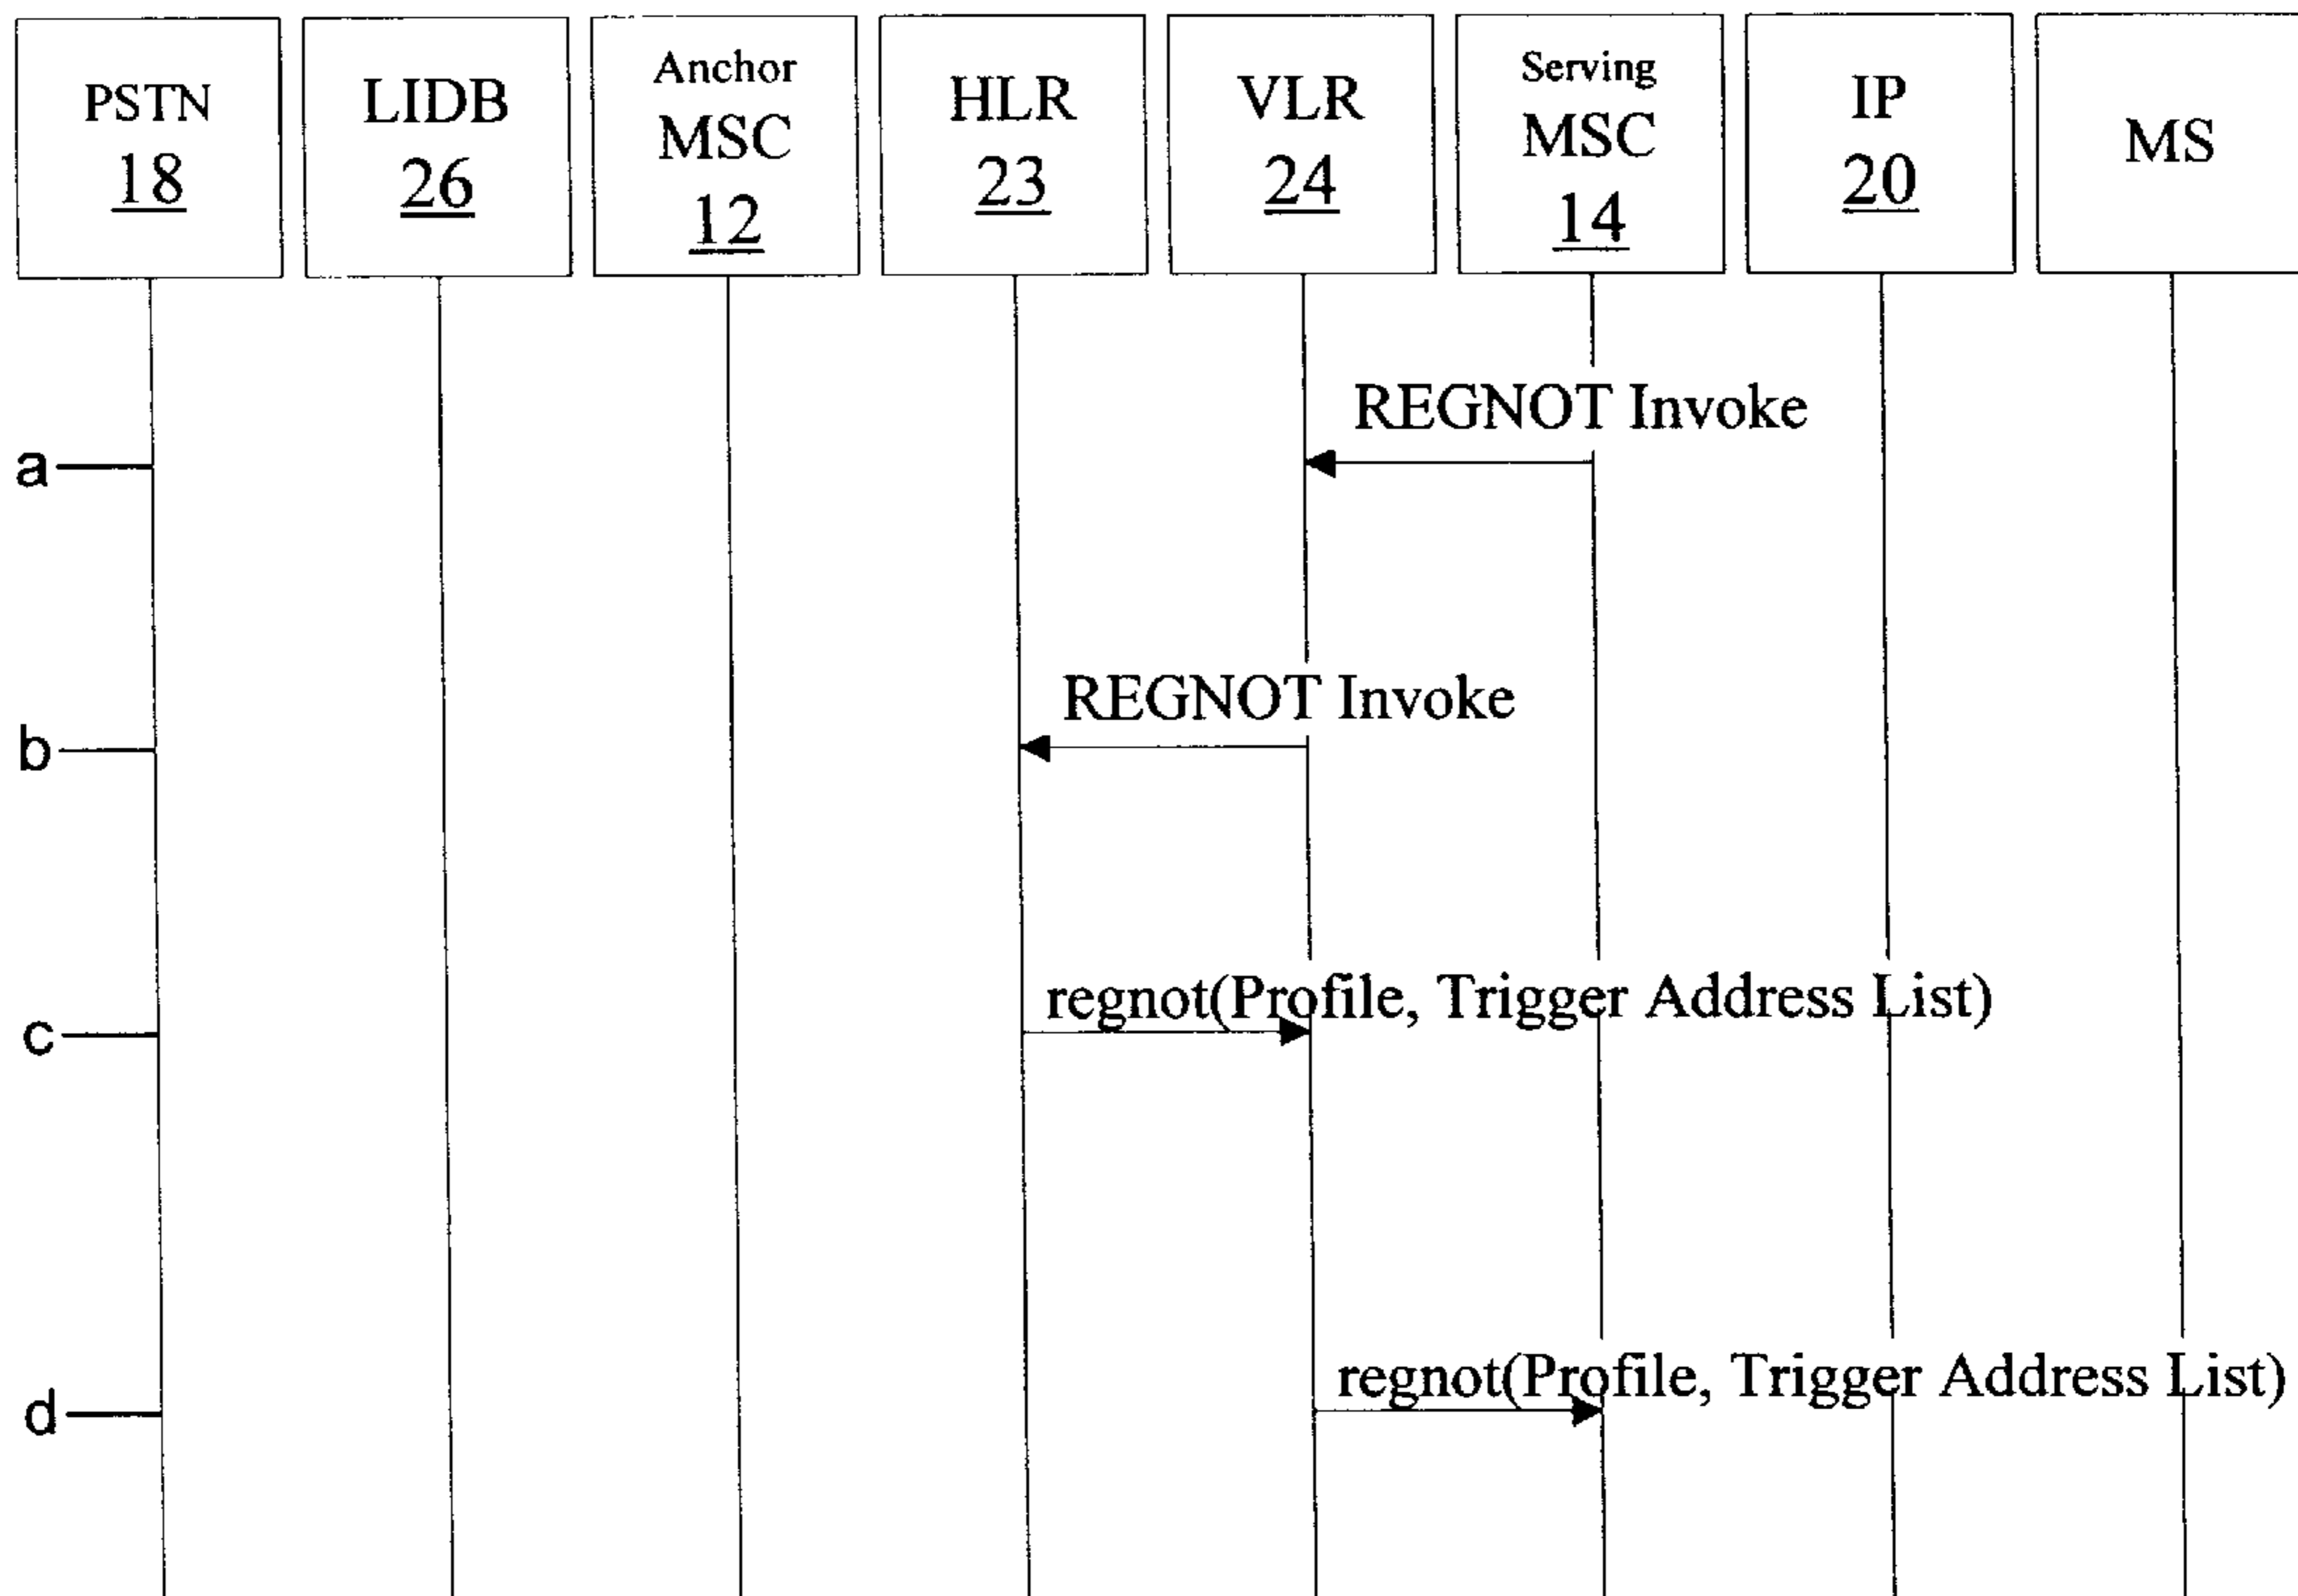 PSTN
18
LIDB
26
Anchor
MSC
12
HLR
23
VLR
24
Serving
MSC
14
IP
20
MS
REGNOT Invoke
a
REGNOT Invoke
b
regnot(Profile, Trigger Address List)
c
regnot(Profile, Trigger Address List)
d